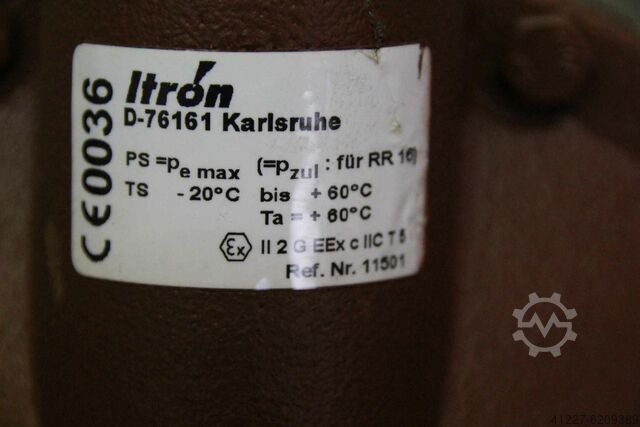 Itron
D-76161 Karlsruhe
CE0036
PS =pe max (=pzul : für RR 16)
TS - 20°C bis + 60°C
Ta = + 60°C
Ex II 2 G EEx c IIC T 5
Ref. Nr. 11501
41227-6209389